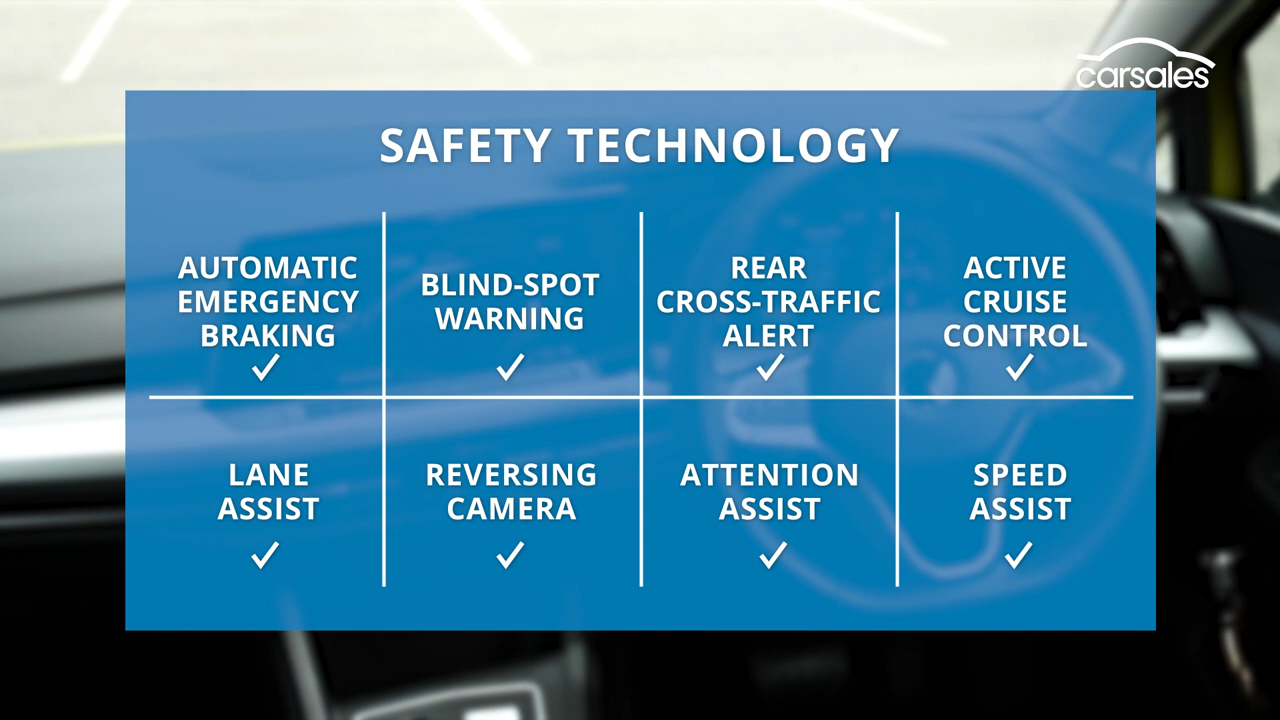 carsales
SAFETY TECHNOLOGY
AUTOMATIC
EMERGENCY
BRAKING
✓
BLIND-SPOT
WARNING
✓
REAR
CROSS-TRAFFIC
ALERT
✓
ACTIVE
CRUISE
CONTROL
✓
LANE
ASSIST
✓
REVERSING
CAMERA
✓
ATTENTION
ASSIST
✓
SPEED
ASSIST
✓